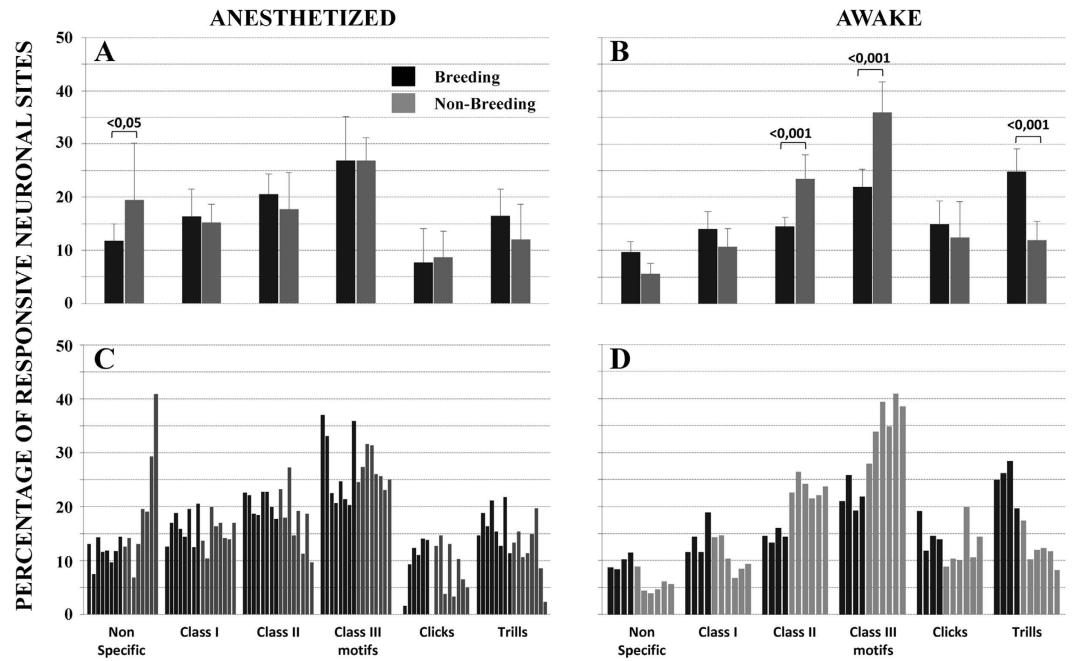 ANESTHETIZED AWAKE
PERCENTAGE OF RESPONSIVE NEURONAL SITES
50
45
40
35
30
20
10
0
A
Breeding
Non-Breeding
<0,05
B
<0,001
<0,001
<0,001
50
40
30
20
10
0
C
D
Non Specific
Class I
Class II
Class III motifs
Clicks
Trills
Non Specific
Class I
Class II
Class III motifs
Clicks
Trills